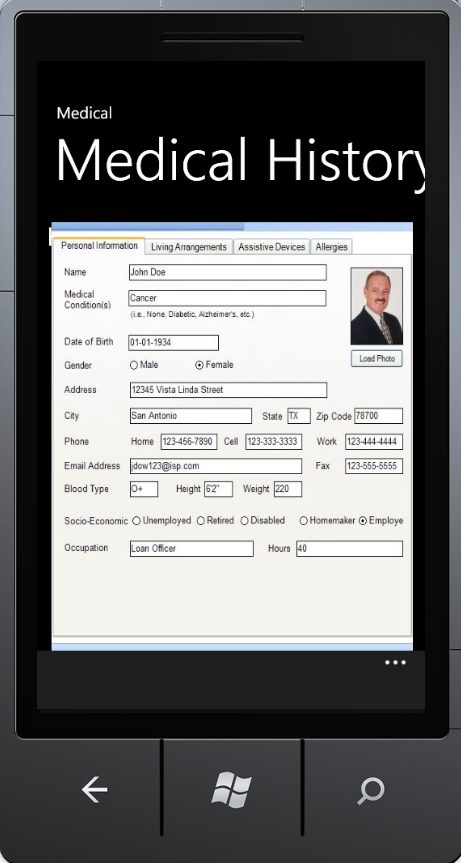 Medical
Medical History
Personal Information Living Arrangements Assistive Devices Allergies
Name John Doe
Medical
Condition(s) Cancer
(i.e., None, Diabetic, Alzheimer's, etc.)
Load Photo
Date of Birth 01-01-1934
Gender Male Female
Address 12345 Vista Linda Street
City San Antonio State TX Zip Code 78700
Phone Home 123-456-7890 Cell 123-333-3333 Work 123-444-4444
Email Address jdow123@isp.com Fax 123-555-5555
Blood Type O+ Height 6'2" Weight 220
Socio-Economic Unemployed Retired Disabled Homemaker Employe
Occupation Loan Officer Hours 40